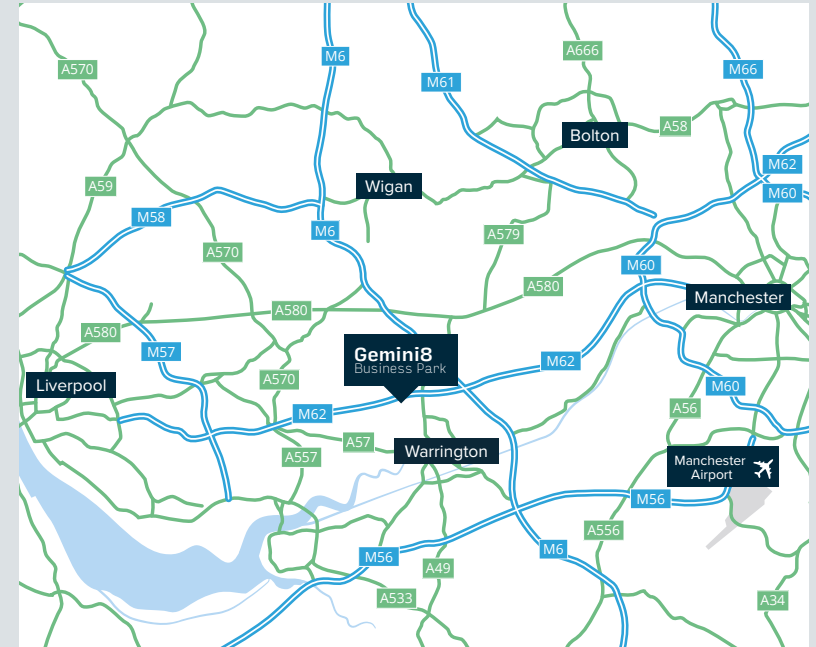 M6
A666
A570
M66
M61
A58
Bolton
M62
A59
Wigan
M60
M58
M6
A579
A570
M60
A580
Manchester
A580
A580
M57
Gemini8
Business Park
M62
A570
Liverpool
M60
M62
A56
A57
Warrington
A557
Manchester
Airport
M56
A556
M6
M56
A49
A533
A34